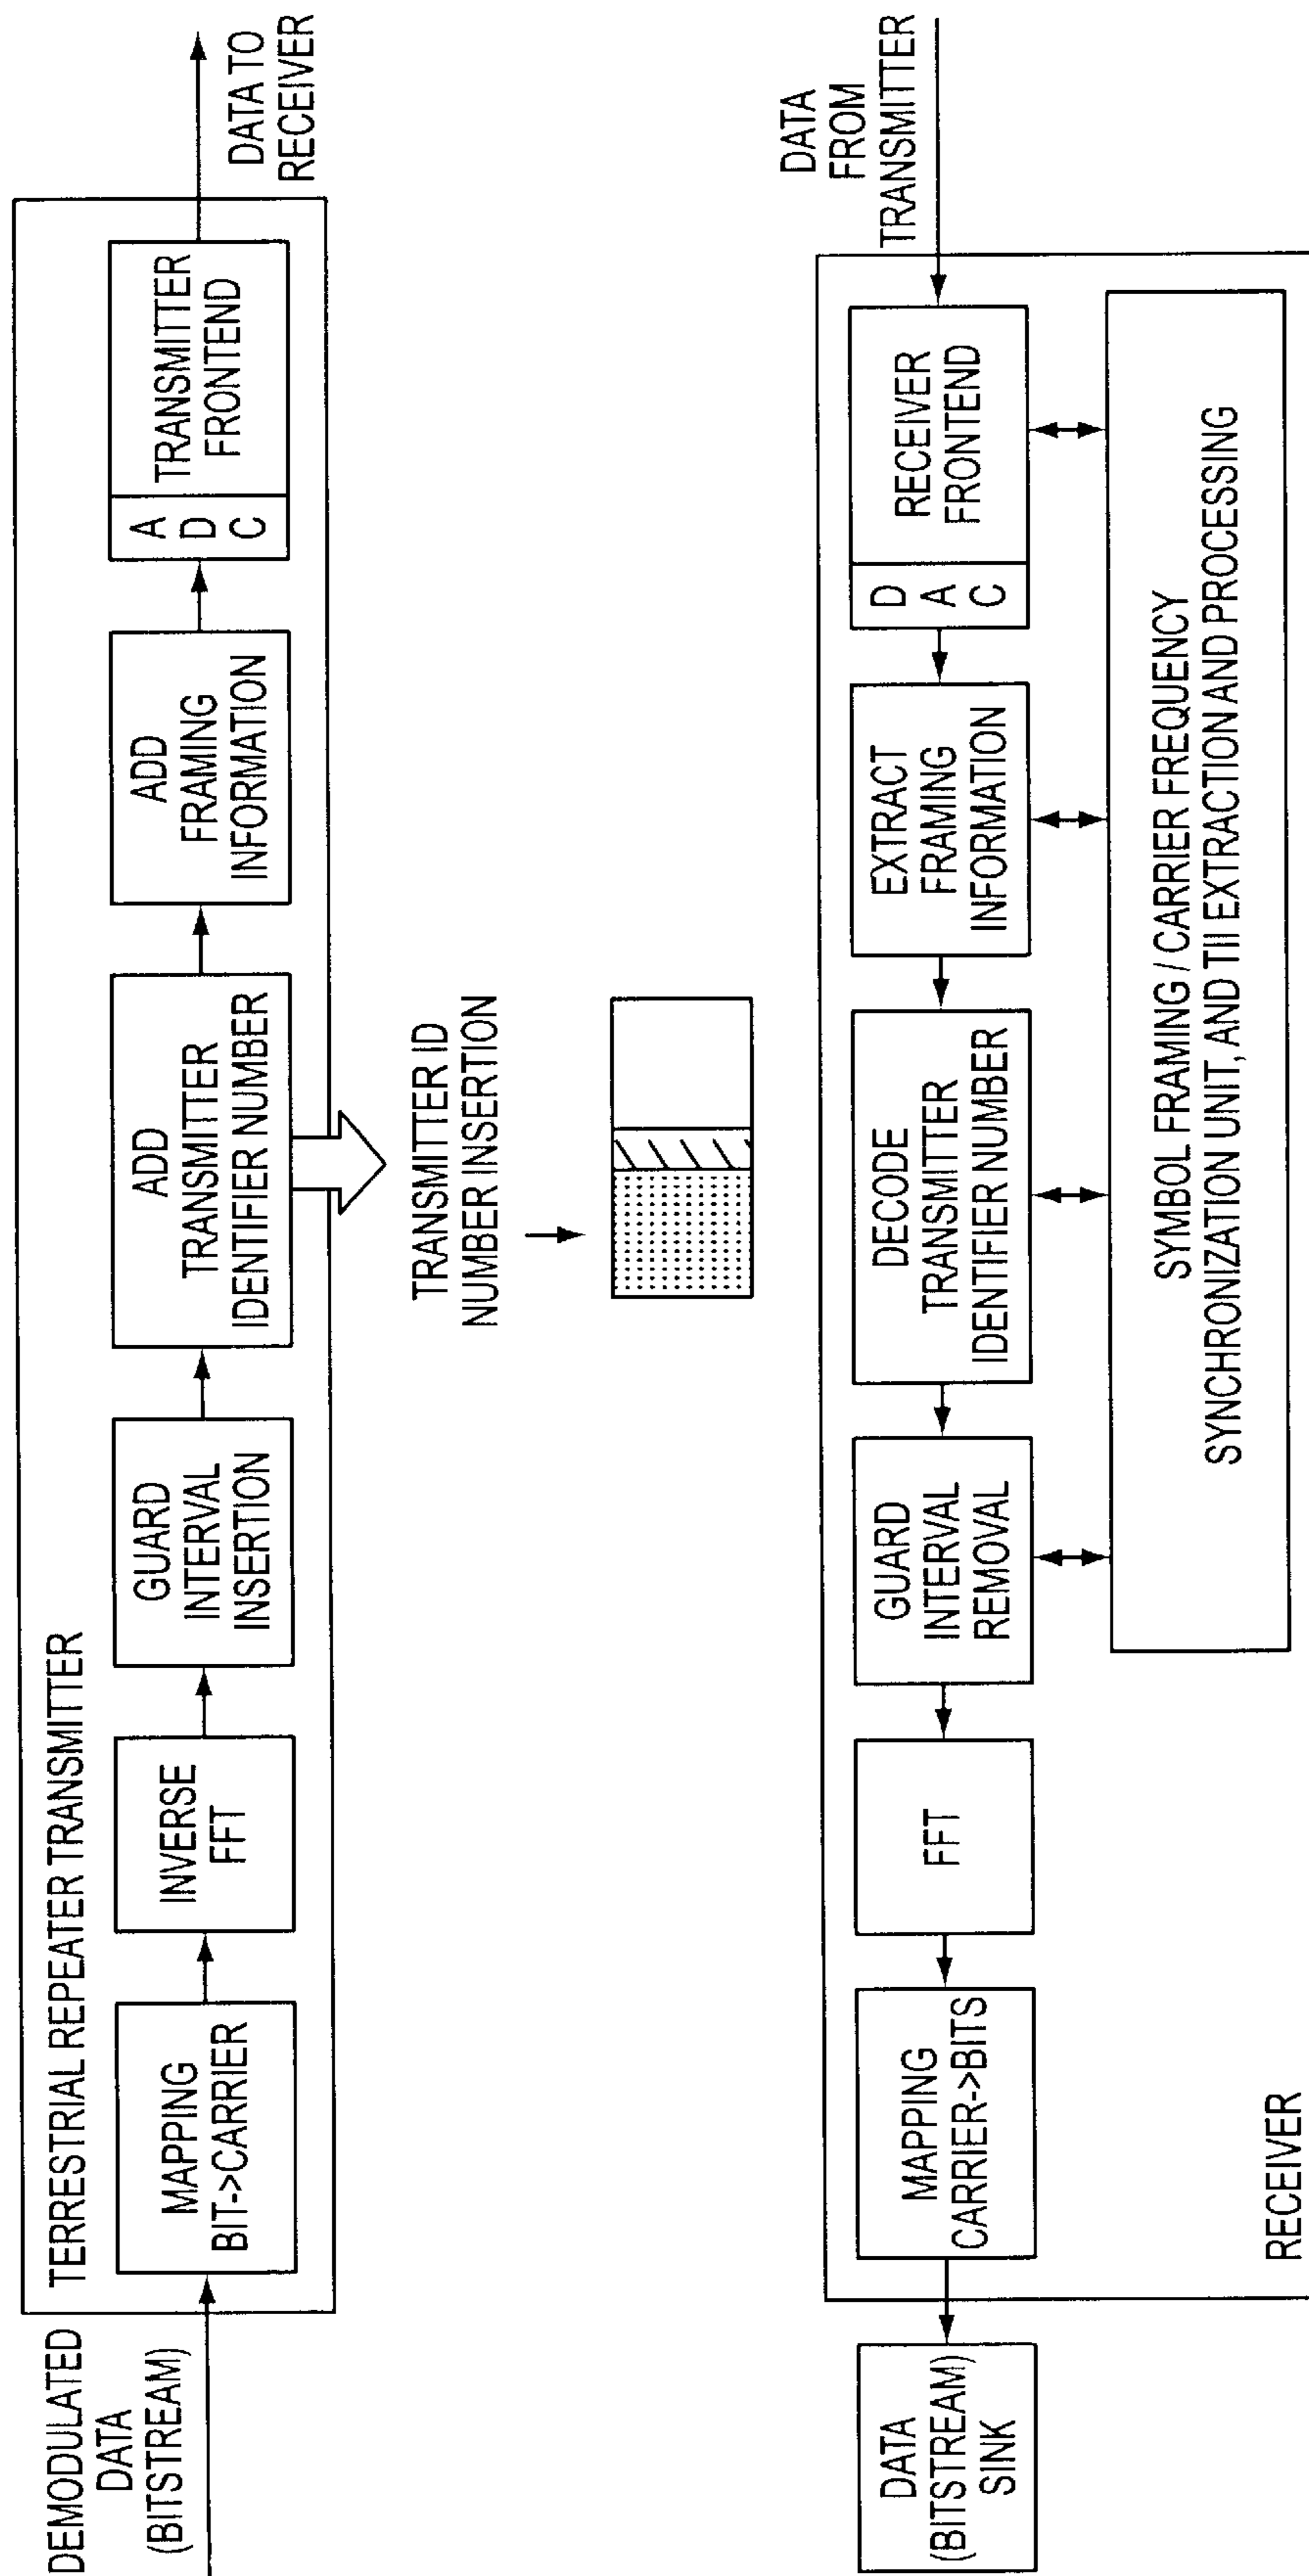 DEMODULATED
DATA
(BITSTREAM)
TERRESTRIAL REPEATER TRANSMITTER
MAPPING
BIT->CARRIER
INVERSE
FFT
GUARD
INTERVAL
INSERTION
ADD
TRANSMITTER
IDENTIFIER NUMBER
ADD
FRAMING
INFORMATION
A
D
C
TRANSMITTER
FRONTEND
DATA TO
RECEIVER
TRANSMITTER ID
NUMBER INSERTION
DATA
(BITSTREAM)
SINK
MAPPING
CARRIER->BITS
FFT
GUARD
INTERVAL
REMOVAL
DECODE
TRANSMITTER
IDENTIFIER NUMBER
EXTRACT
FRAMING
INFORMATION
D
A
C
RECEIVER
FRONTEND
DATA
FROM
TRANSMITTER
SYMBOL FRAMING / CARRIER FREQUENCY
SYNCHRONIZATION UNIT, AND TII EXTRACTION AND PROCESSING
RECEIVER